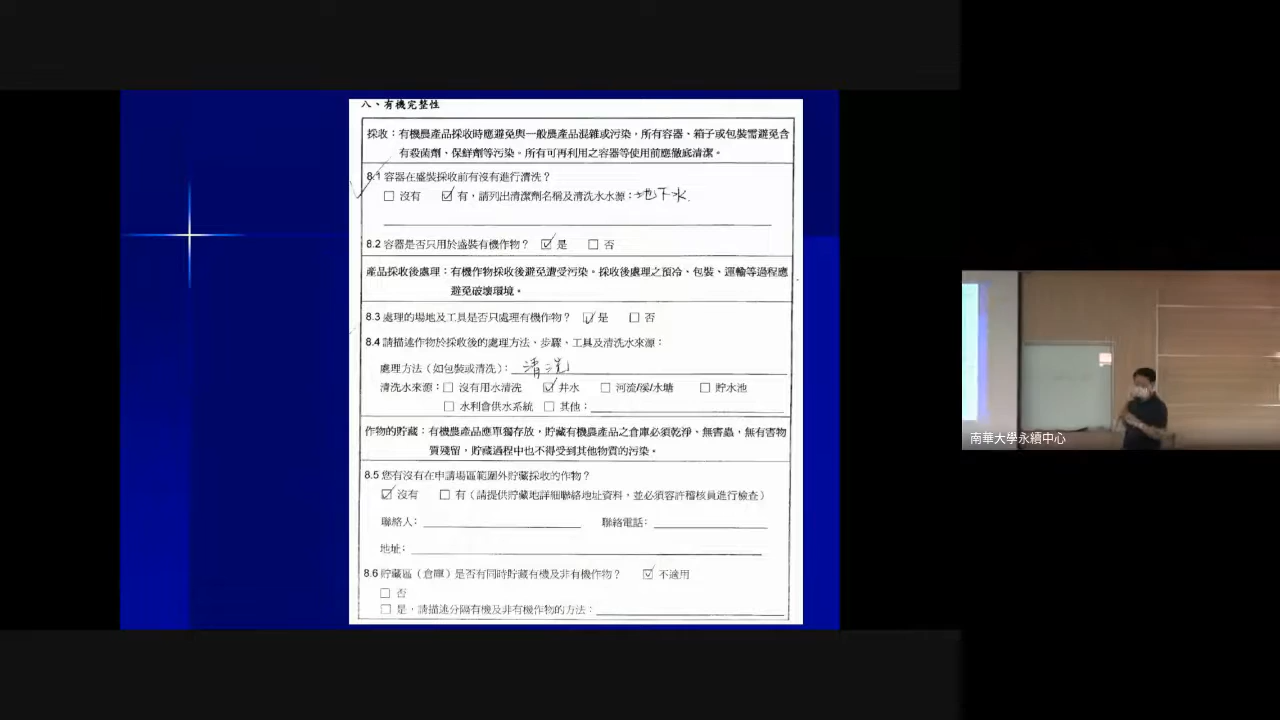 八、有機完整性
採收：有機農產品採收時應避免與一般農產品混雜或污染，所有容器、箱子或包裝需避免含
有殺菌劑、保鮮劑等污染。所有可再利用之容器等使用前應徹底清潔。
8.1 容器在盛裝採收前有沒有進行清洗？
□ 沒有 ☑ 有，請列出清潔劑名稱及清洗水水源：地下水
8.2 容器是否只用於盛裝有機作物？ ☑ 是 □ 否
產品採收後處理：有機作物採收後避免遭受污染。採收後處理之預冷、包裝、運輸等過程應
避免破壞環境。
8.3 處理的場地及工具是否只處理有機作物？ ☑ 是 □ 否
8.4 請描述作物於採收後的處理方法、步驟、工具及清洗水來源：
處理方法（如包裝或清洗）：清洗
清洗水來源：□ 沒有用水清洗 ☑ 井水 □ 河流/溪/水塘 □ 貯水池
□ 水利會供水系統 □ 其他：
作物的貯藏：有機農產品應單獨存放，貯藏有機農產品之倉庫必須乾淨、無害蟲，無有害物
質殘留，貯藏過程中也不得受到其他物質的污染。
8.5 您有沒有在申請場區範圍外貯藏採收的作物？
☑ 沒有 □ 有（請提供貯藏地詳細聯絡地址資料，並必須容許稽核員進行檢查）
聯絡人： 聯絡電話：
地址：
8.6 貯藏區（倉庫）是否有同時貯藏有機及非有機作物？ ☑ 不適用
□ 否
□ 是，請描述分隔有機及非有機作物的方法：
南華大學永續中心